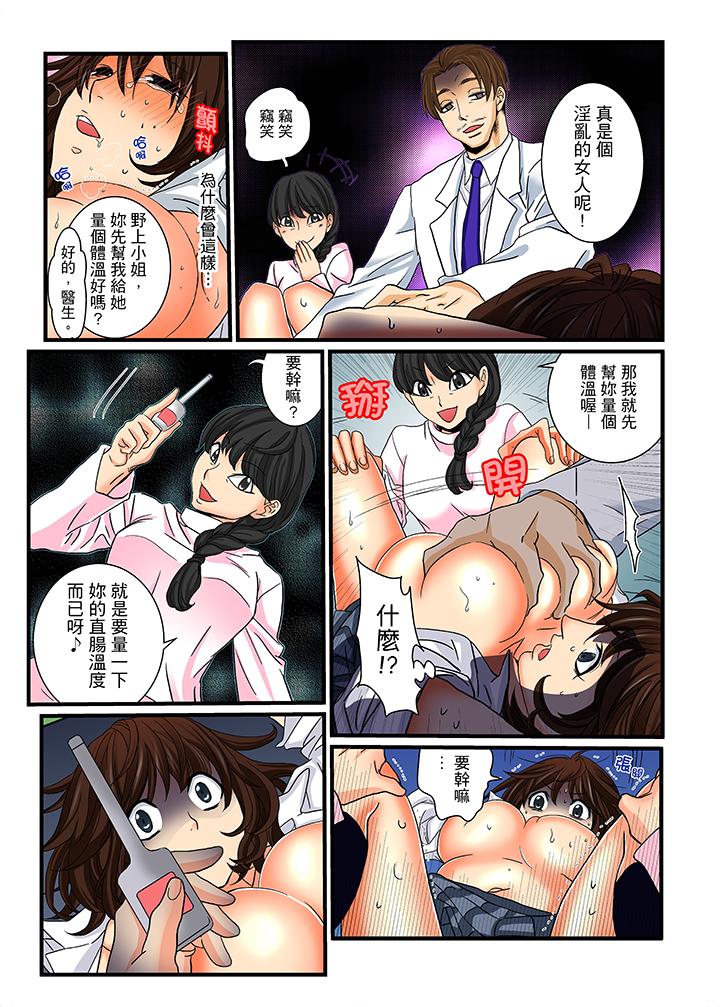 真是個
淫亂的女人呢！
竊笑
竊笑
顫抖
哈啊
哈啊
為什麼會這樣…
野上小姐，
妳先幫我給她
量個體溫好嗎？
好的，醫生。
那我就先
幫妳量個
體溫喔—
掰
開
什麼!?
要幹嘛？
就是要量一下
妳的直腸溫度
而已呀♪
要幹嘛
…